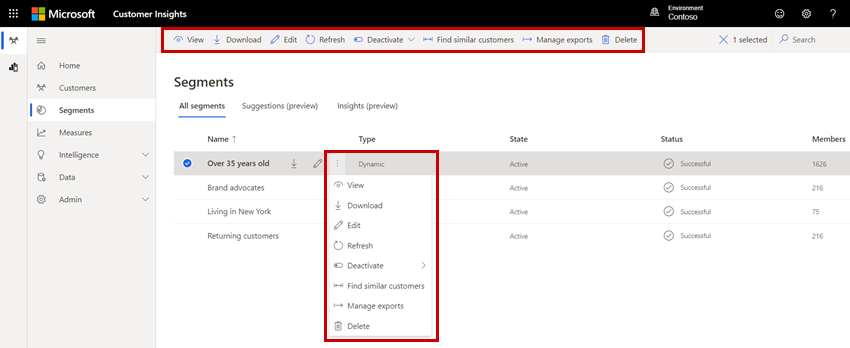 Microsoft Customer Insights Environment Contoso ?
View Download Edit Refresh Deactivate Find similar customers Manage exports Delete 1 selected Search
Home
Customers
Segments
Measures
Intelligence
Data
Admin
Segments
All segments Suggestions (preview) Insights (preview)
Name ↑ Type State Status Members
Over 35 years old Dynamic Active Successful 1626
Brand advocates Active Successful 216
Living in New York Active Successful 75
Returning customers Active Successful 216
View
Download
Edit
Refresh
Deactivate
Find similar customers
Manage exports
Delete